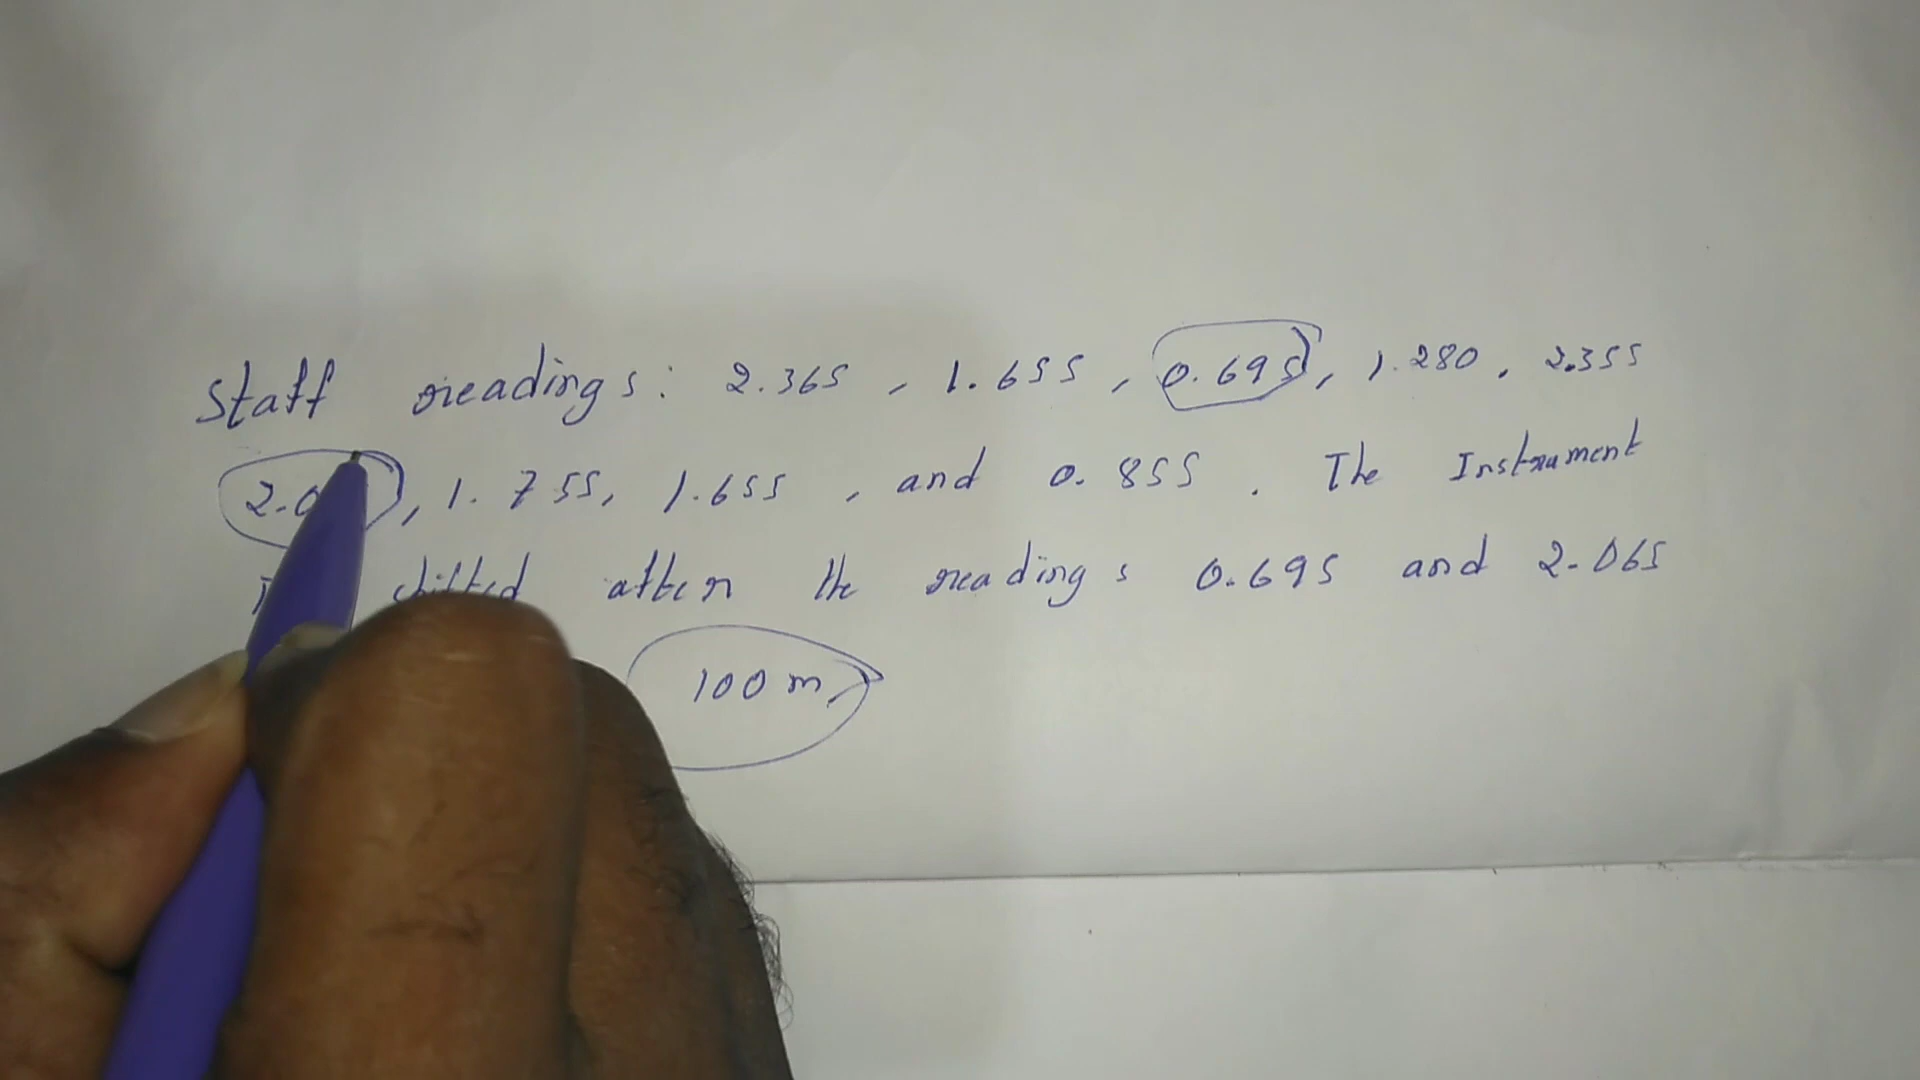 Staff readings: 2.365, 1.655, 0.695, 1.280, 2.355
, 1.755, 1.655, and 0.855. The Instrument
shifted after the readings 0.695 and 2.065
100 m